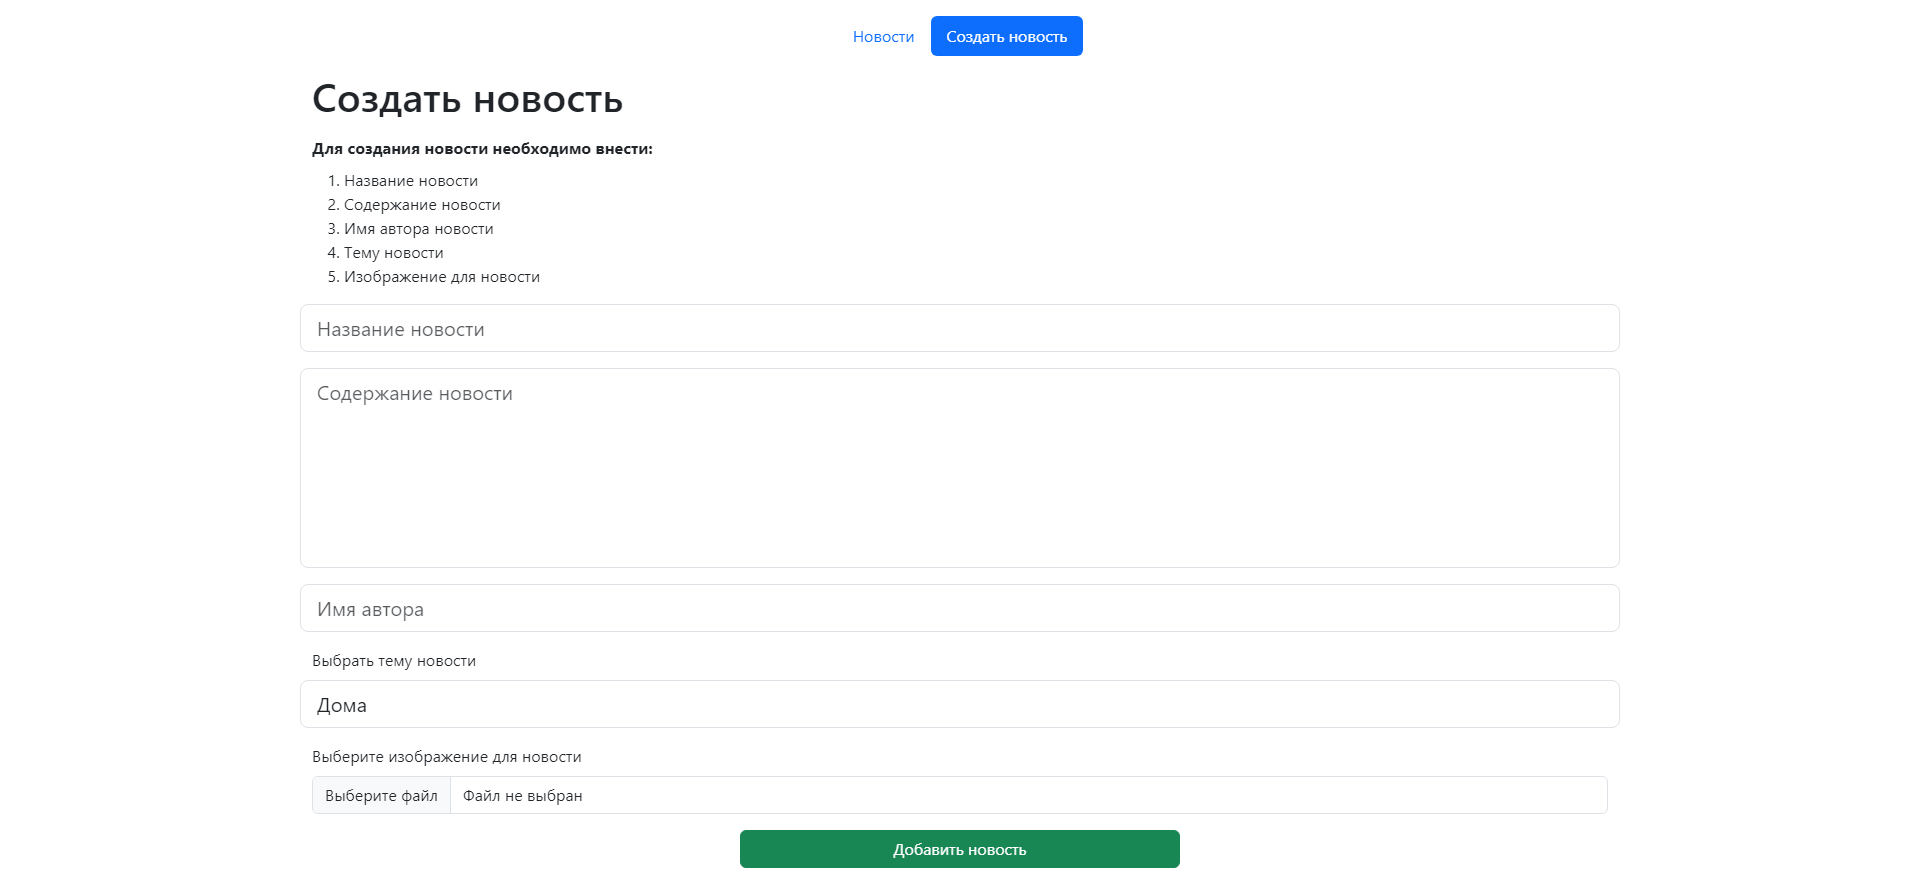 Новости Создать новость
Создать новость
Для создания новости необходимо внести:
1. Название новости
2. Содержание новости
3. Имя автора новости
4. Тему новости
5. Изображение для новости
Название новости
Содержание новости
Имя автора
Выбрать тему новости
Дома
Выберите изображение для новости
Выберите файл Файл не выбран
Добавить новость